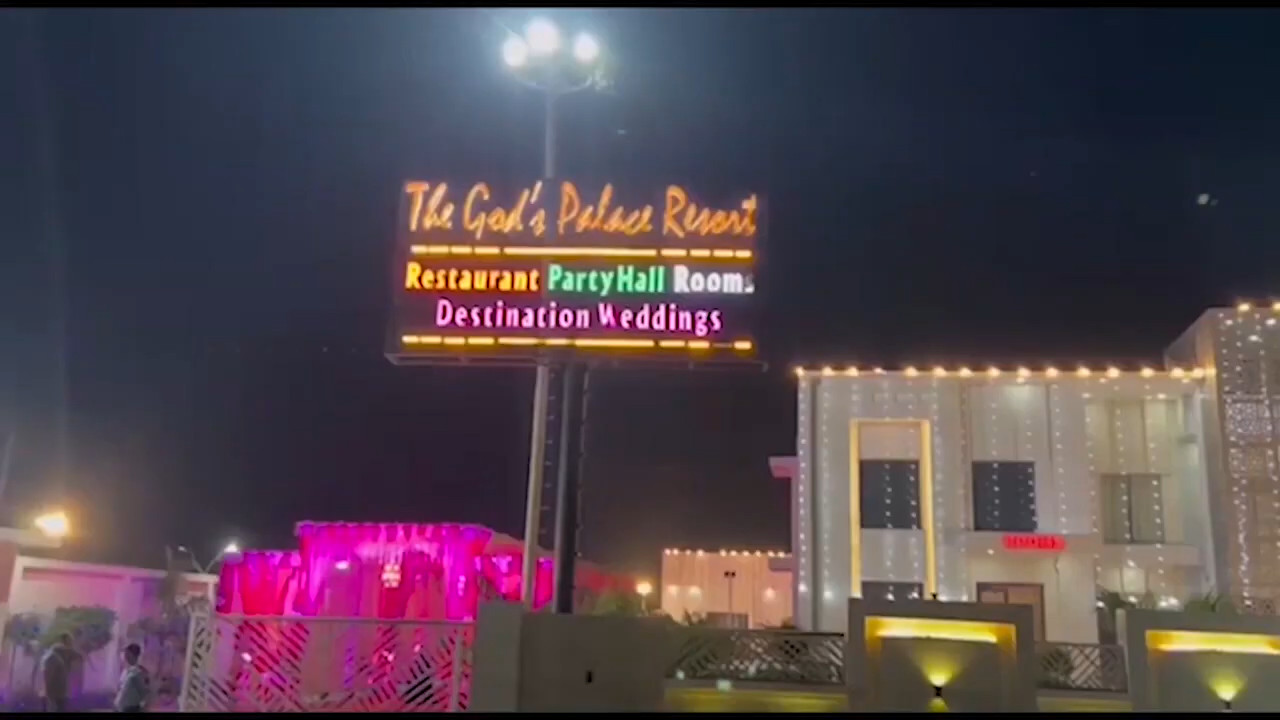 The God's Palace Resort
Restaurant PartyHall Rooms
Destination Weddings